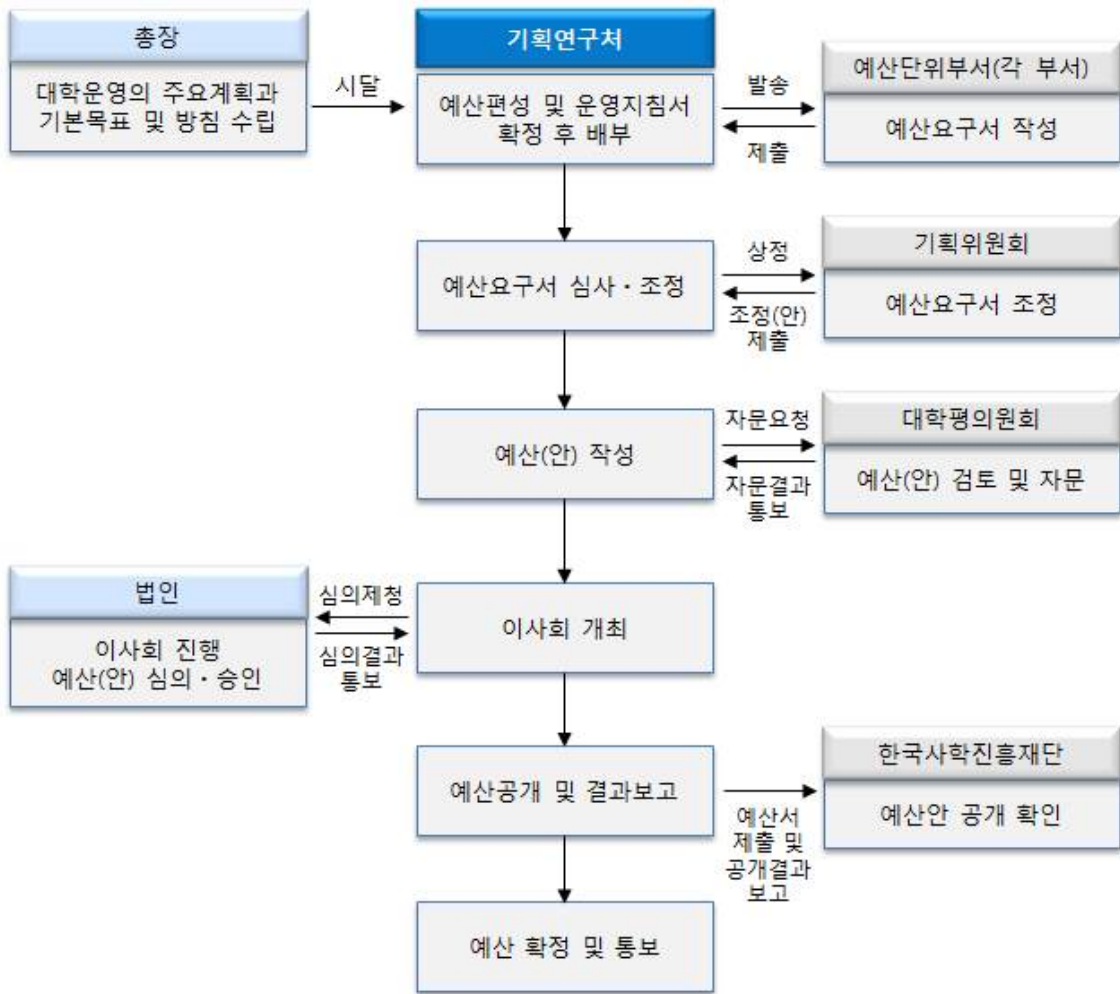 총장
대학운영의 주요계획과
기본목표 및 방침 수립
시달
기획연구처
예산편성 및 운영지침서
확정 후 배부
발송
제출
예산단위부서(각 부서)
예산요구서 작성
예산요구서 심사·조정
상정
조정(안)
제출
기획위원회
예산요구서 조정
예산(안) 작성
자문요청
자문결과
통보
대학평의원회
예산(안) 검토 및 자문
법인
이사회 진행
예산(안) 심의·승인
심의제청
심의결과
통보
이사회 개최
예산공개 및 결과보고
예산서
제출 및
공개결과
보고
한국사학진흥재단
예산안 공개 확인
예산 확정 및 통보